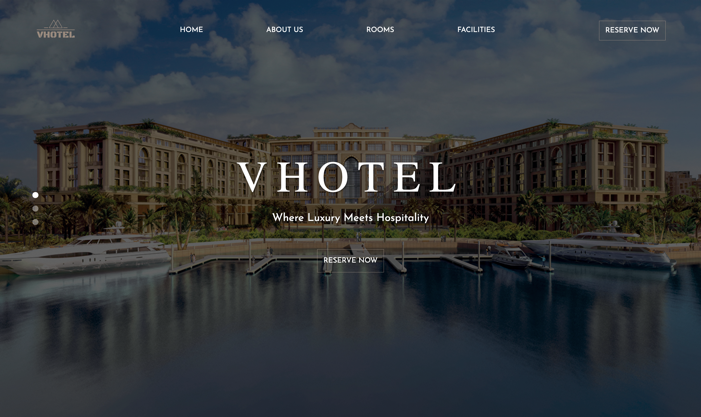 VHOTEL
HOME
ABOUT US
ROOMS
FACILITIES
RESERVE NOW
VHOTEL
Where Luxury Meets Hospitality
RESERVE NOW